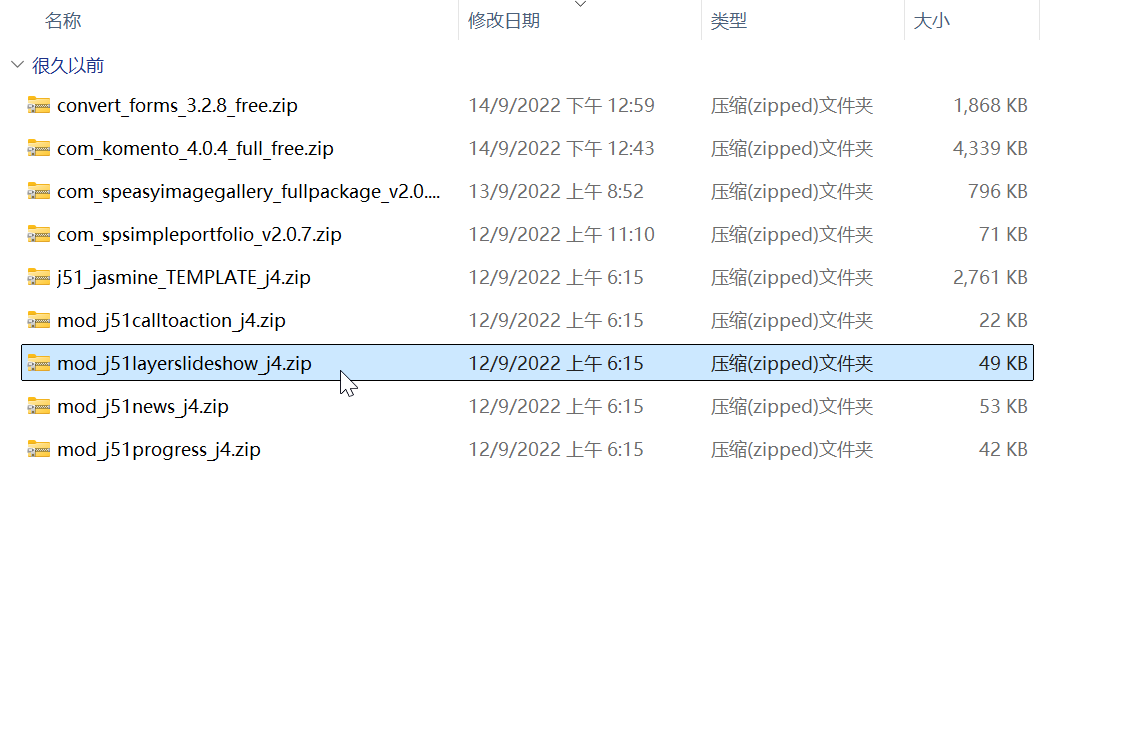 名称 修改日期 类型 大小
很久以前
convert_forms_3.2.8_free.zip 14/9/2022 下午 12:59 压缩(zipped)文件夹 1,868 KB
com_komento_4.0.4_full_free.zip 14/9/2022 下午 12:43 压缩(zipped)文件夹 4,339 KB
com_speasyimagegallery_fullpackage_v2.0.... 13/9/2022 上午 8:52 压缩(zipped)文件夹 796 KB
com_spsimpleportfolio_v2.0.7.zip 12/9/2022 上午 11:10 压缩(zipped)文件夹 71 KB
j51_jasmine_TEMPLATE_j4.zip 12/9/2022 上午 6:15 压缩(zipped)文件夹 2,761 KB
mod_j51calltoaction_j4.zip 12/9/2022 上午 6:15 压缩(zipped)文件夹 22 KB
mod_j51layerslideshow_j4.zip 12/9/2022 上午 6:15 压缩(zipped)文件夹 49 KB
mod_j51news_j4.zip 12/9/2022 上午 6:15 压缩(zipped)文件夹 53 KB
mod_j51progress_j4.zip 12/9/2022 上午 6:15 压缩(zipped)文件夹 42 KB